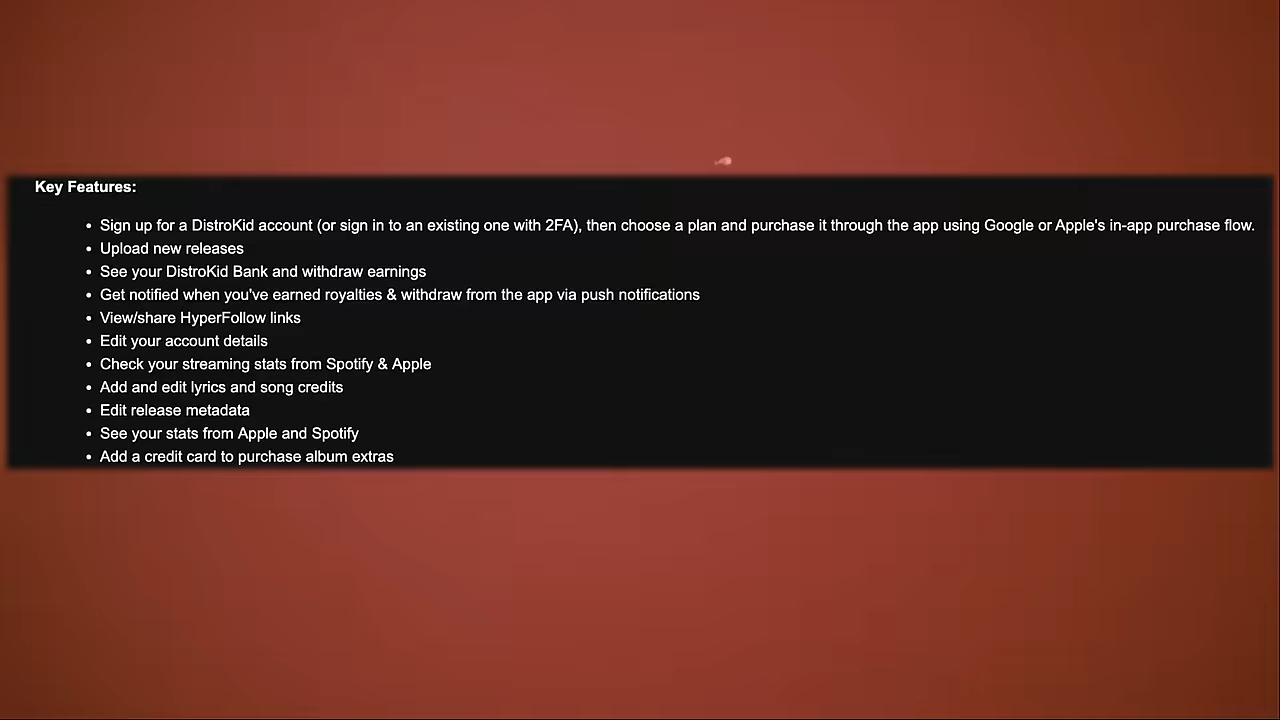 Key Features:
• Sign up for a DistroKid account (or sign in to an existing one with 2FA), then choose a plan and purchase it through the app using Google or Apple's in-app purchase flow.
• Upload new releases
• See your DistroKid Bank and withdraw earnings
• Get notified when you've earned royalties & withdraw from the app via push notifications
• View/share HyperFollow links
• Edit your account details
• Check your streaming stats from Spotify & Apple
• Add and edit lyrics and song credits
• Edit release metadata
• See your stats from Apple and Spotify
• Add a credit card to purchase album extras